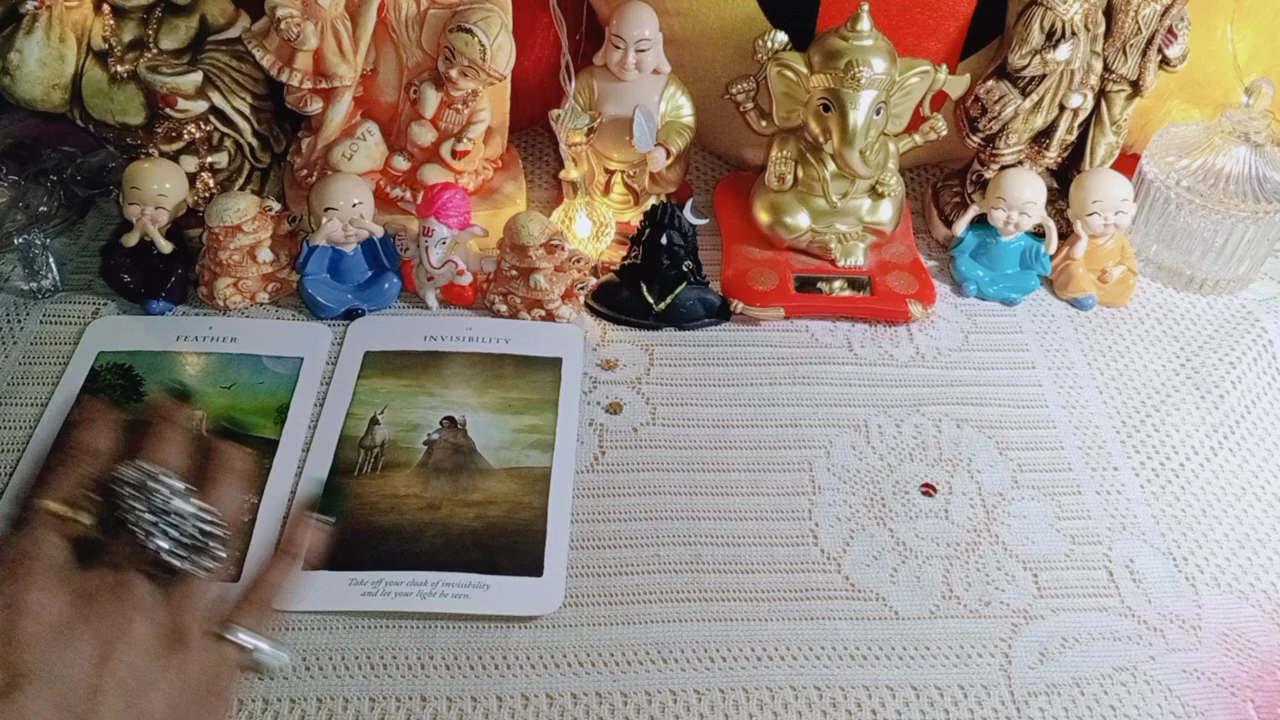 LOVE
FEATHER
INVISIBILITY
Take off your cloak of invisibility
and let your light be seen.